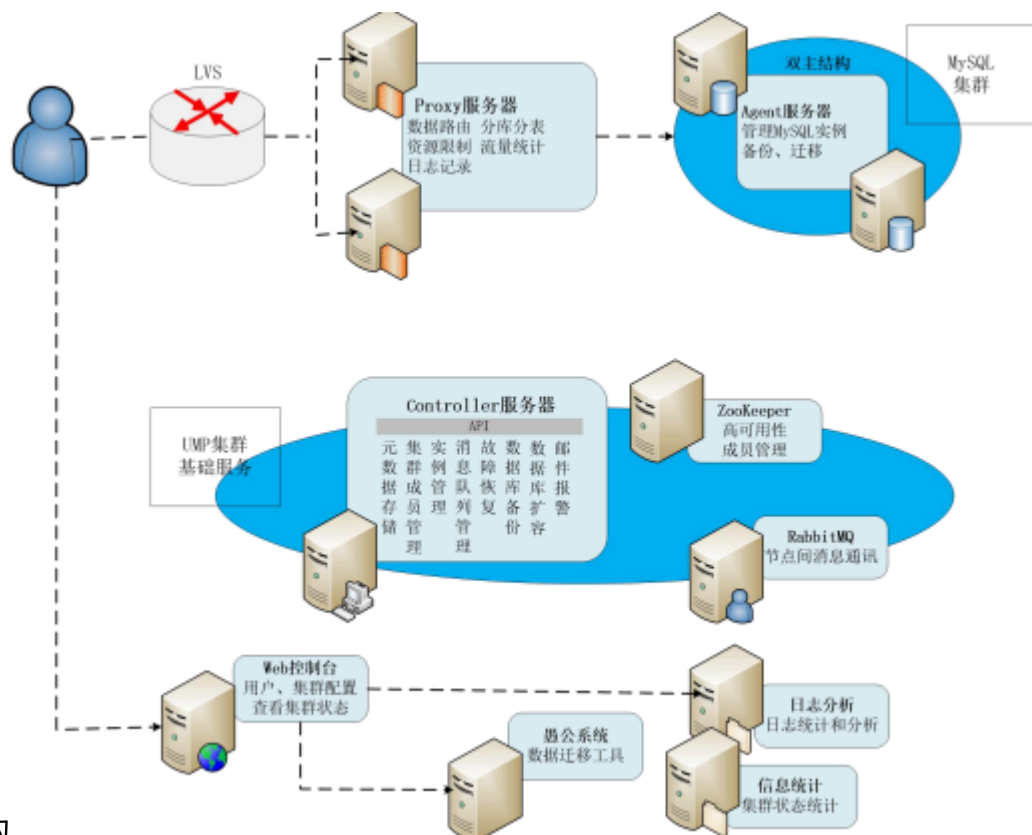 LVS
Proxy服务器
数据路由 分库分表
资源限制 流量统计
日志记录
双主结构
Agent服务器
管理MySQL实例
备份、迁移
MySQL
集群
UMP集群
基础服务
Controller服务器
API
元数据存储
集群成员管理
实例管理
消息队列管理
故障恢复
数据库备份
数据库扩容
邮件报警
ZooKeeper
高可用性
成员管理
RabbitMQ
节点间消息通讯
Web控制台
用户、集群配置
查看集群状态
愚公系统
数据迁移工具
日志分析
日志统计和分析
信息统计
集群状态统计